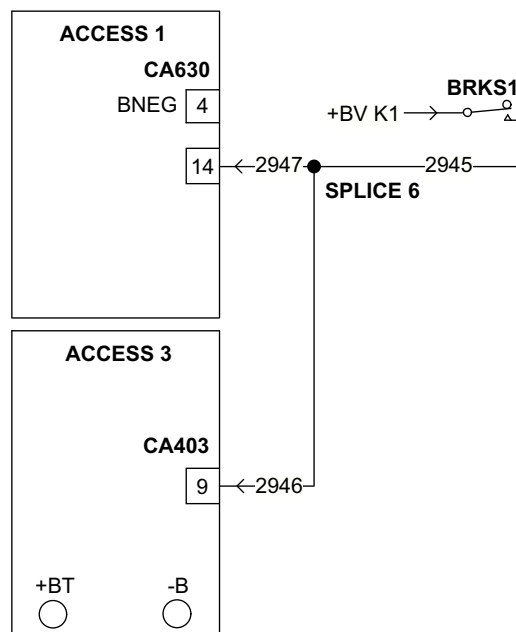 ACCESS 1
CA630
BNEG 4
BRKS1
+BV K1
14 2947 2945
SPLICE 6
ACCESS 3
CA403
9 2946
+BT -B